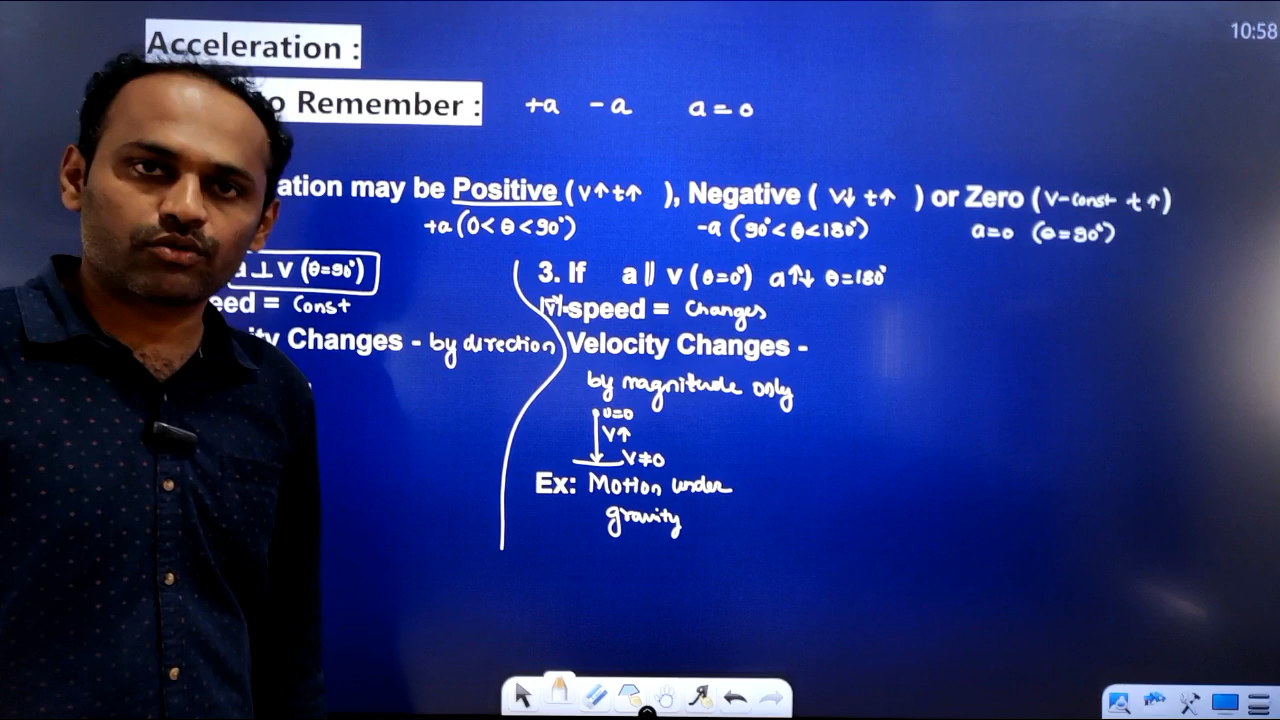 10:58
Acceleration :
o Remember : +a -a a = 0
ation may be Positive (v↑ t↑ ), Negative ( v↓ t↑ ) or Zero (v-const t↑)
+a (0 < θ < 90°) -a (90° < θ < 180°) a=0 (θ=90°)
a ⊥ v (θ=90°)
eed = Const
ity Changes - by direction
3. If a ∥ v (θ=0°) a↑↓ θ=180°
|v̄|-speed = Changes
Velocity Changes -
by magnitude only
u=0
v↑
v≠0
Ex: Motion under
gravity